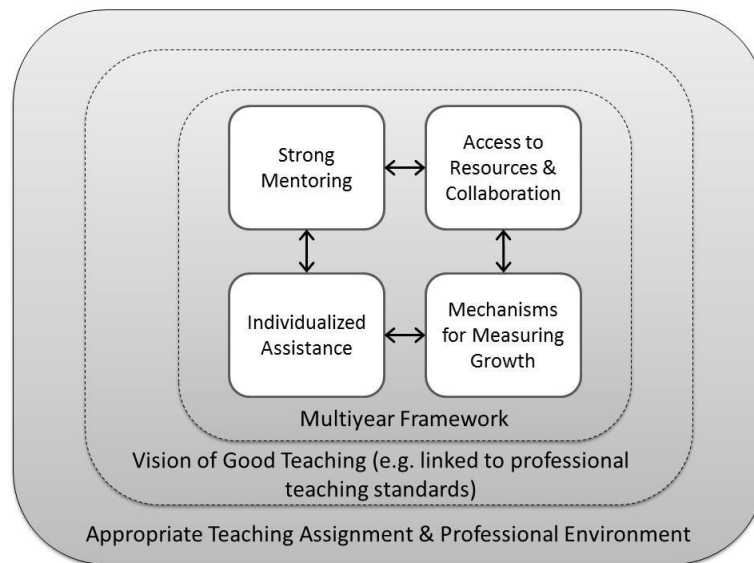 Strong
Mentoring
Access to
Resources &
Collaboration
Individualized
Assistance
Mechanisms
for Measuring
Growth
Multiyear Framework
Vision of Good Teaching (e.g. linked to professional
teaching standards)
Appropriate Teaching Assignment & Professional Environment